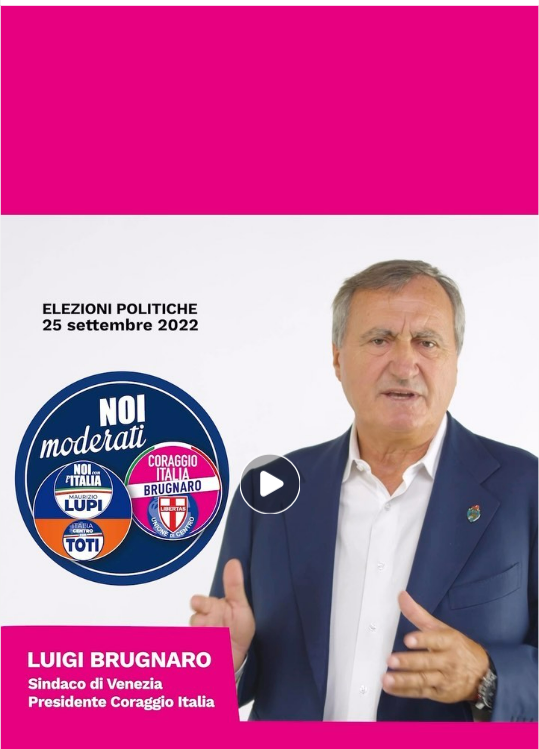 ELEZIONI POLITICHE
25 settembre 2022
NOI
moderati
NOI CON
l'ITALIA
MAURIZIO
LUPI
ITALIA
CENTRO
TOTI
CORAGGIO
ITALIA
BRUGNARO
LIBERTAS
UNIONE di CENTRO
LUIGI BRUGNARO
Sindaco di Venezia
Presidente Coraggio Italia